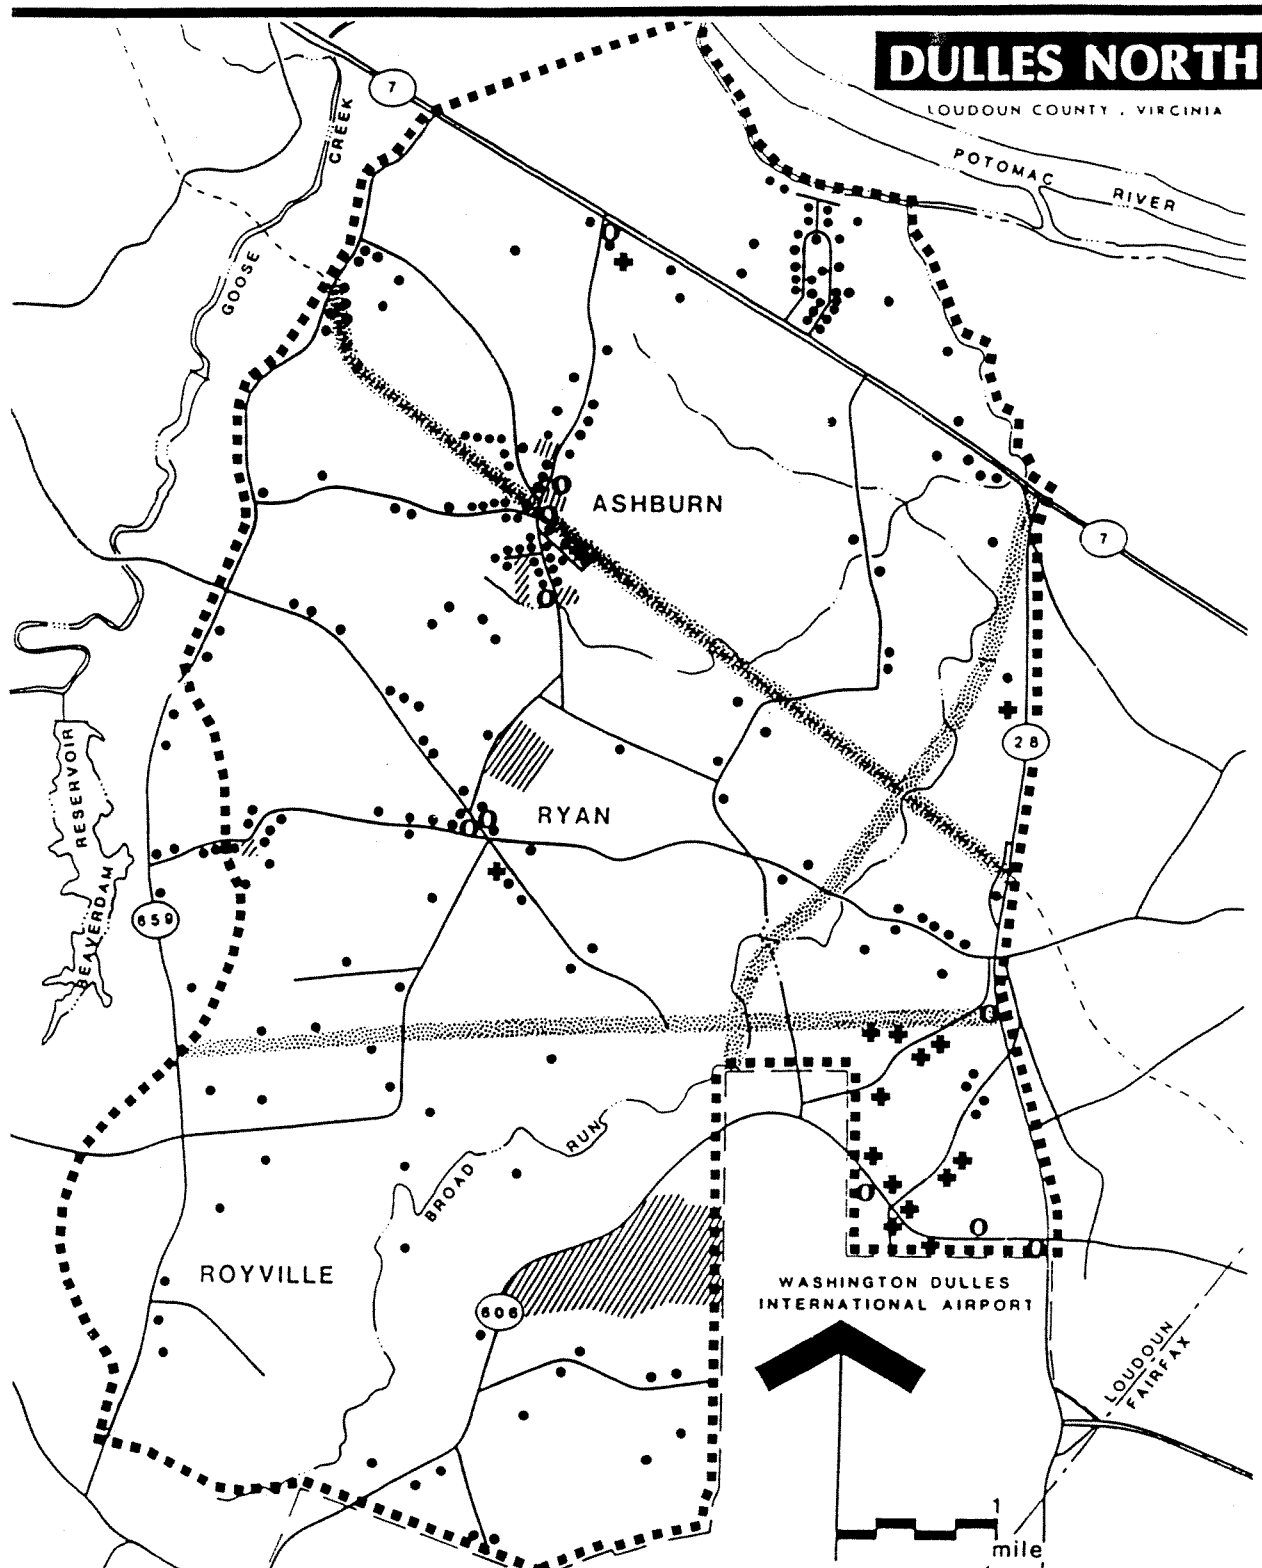 DULLES NORTH
LOUDOUN COUNTY , VIRGINIA
7
GOOSE CREEK
POTOMAC RIVER
ASHBURN
7
28
BEAVERDAM RESERVOIR
RYAN
659
BROAD RUN
ROYVILLE
606
WASHINGTON DULLES
INTERNATIONAL AIRPORT
LOUDOUN
FAIRFAX
1
mile